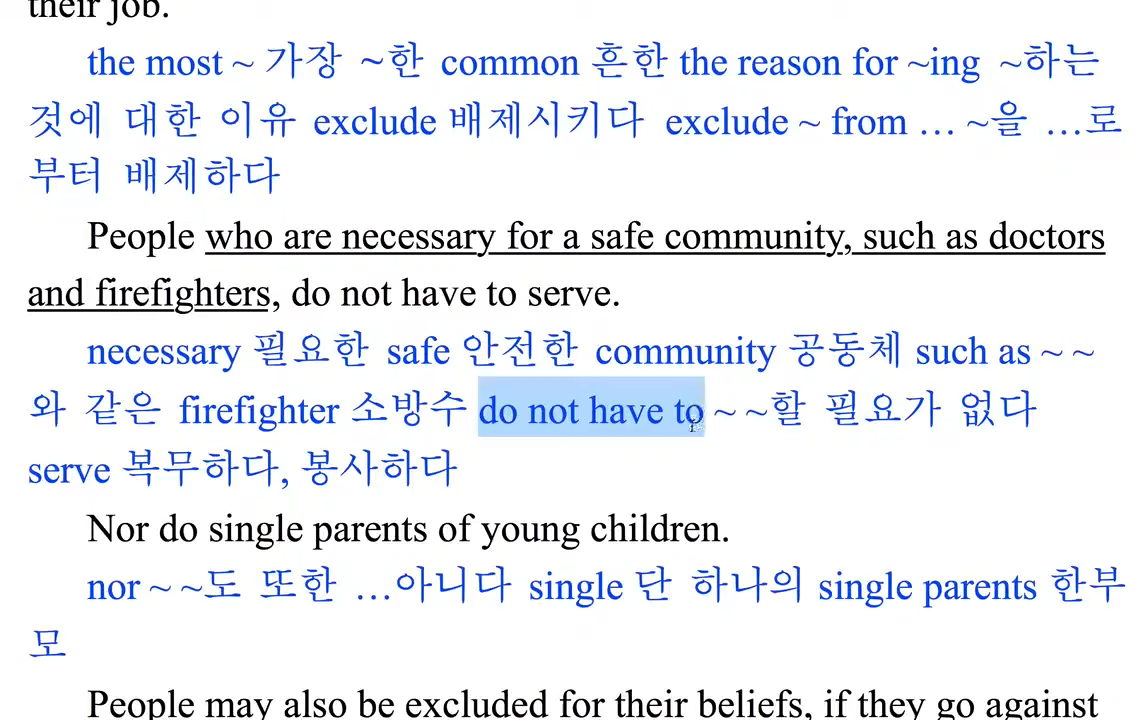 their job.
the most ~ 가장 ~한 common 흔한 the reason for ~ing ~하는
것에 대한 이유 exclude 배제시키다 exclude ~ from … ~을 …로
부터 배제하다
People who are necessary for a safe community, such as doctors
and firefighters, do not have to serve.
necessary 필요한 safe 안전한 community 공동체 such as ~ ~
와 같은 firefighter 소방수 do not have to ~ ~할 필요가 없다
serve 복무하다, 봉사하다
Nor do single parents of young children.
nor ~ ~도 또한 …아니다 single 단 하나의 single parents 한부
모
People may also be excluded for their beliefs, if they go against